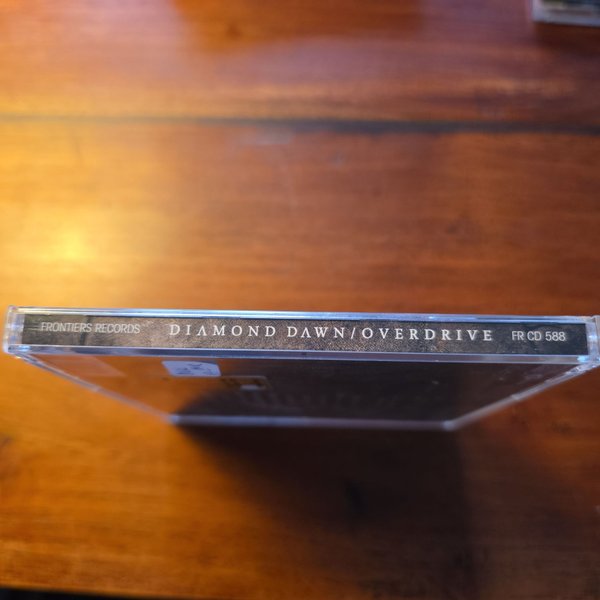 FRONTIERS RECORDS DIAMOND DAWN/OVERDRIVE FR CD 588